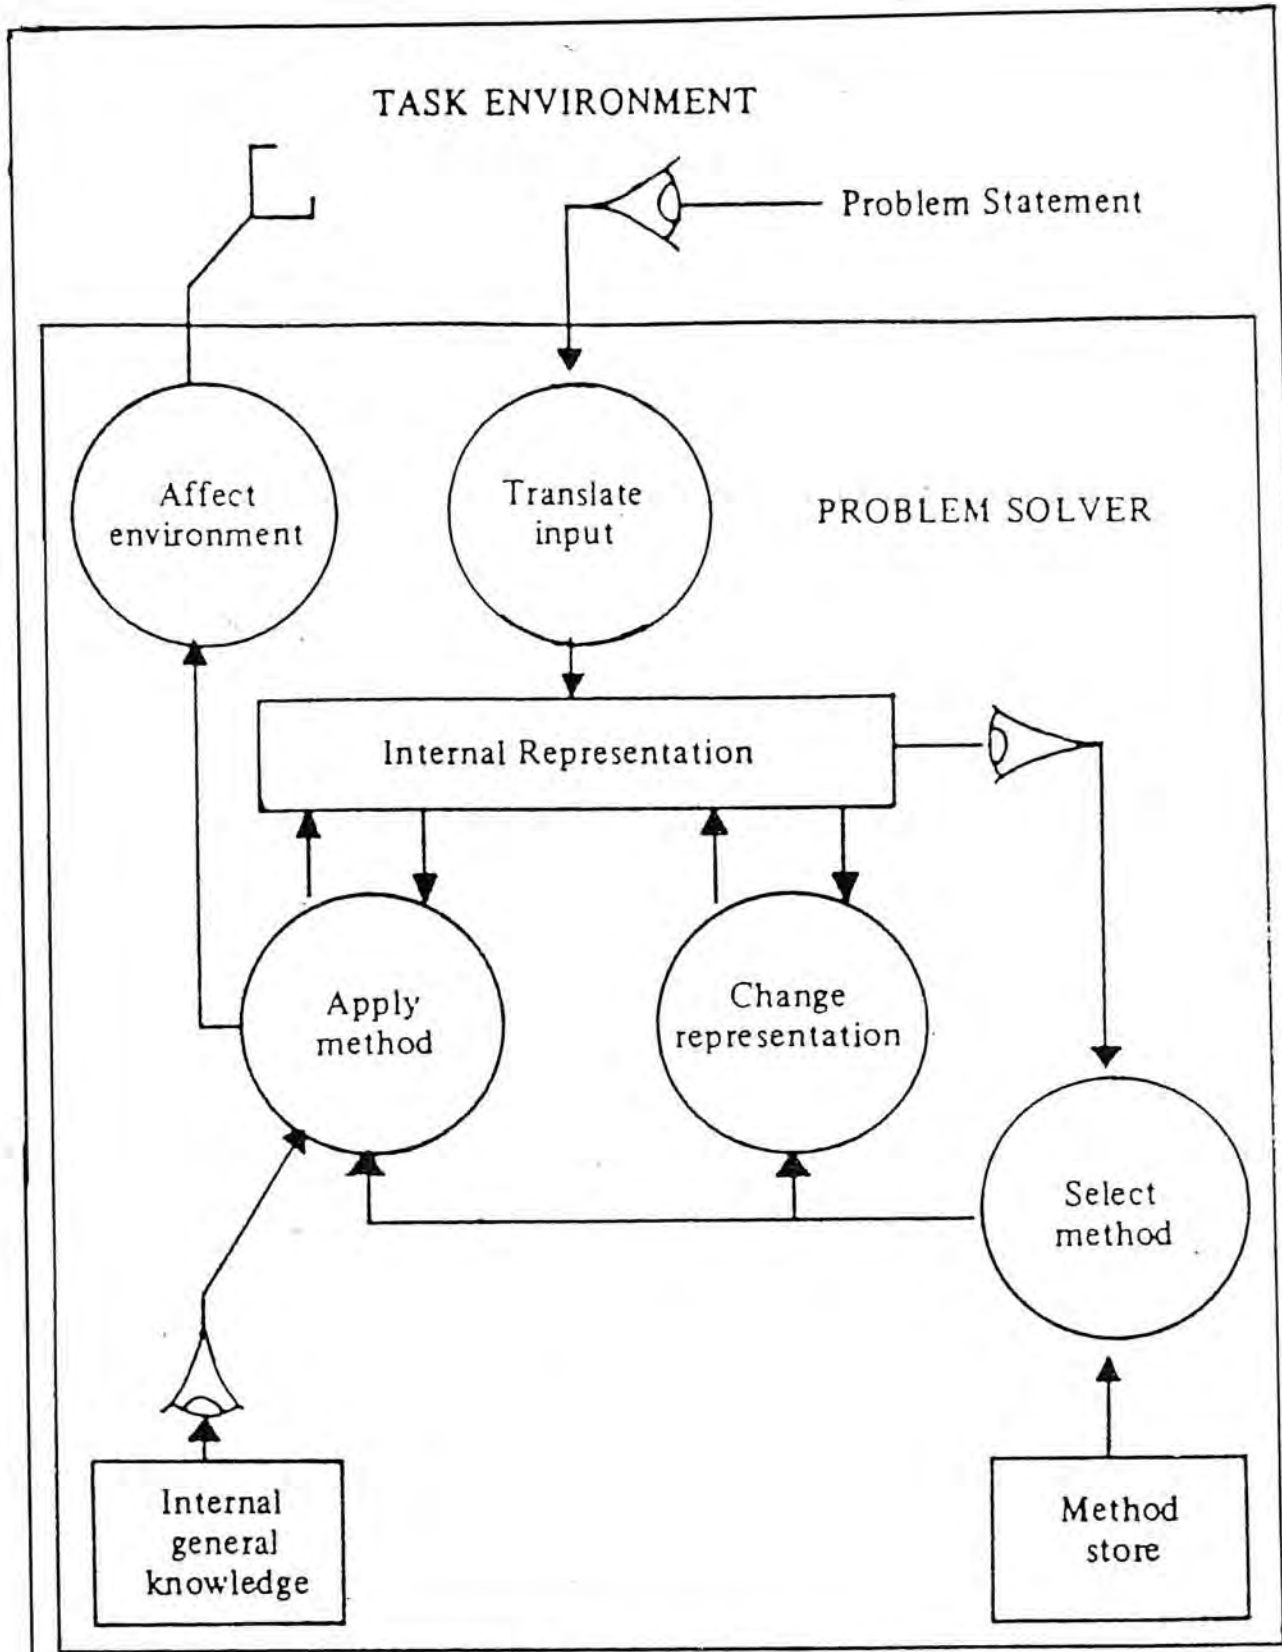 TASK ENVIRONMENT
Problem Statement
Affect
environment
Translate
input
PROBLEM SOLVER
Internal Representation
Apply
method
Change
representation
Select
method
Internal
general
knowledge
Method
store